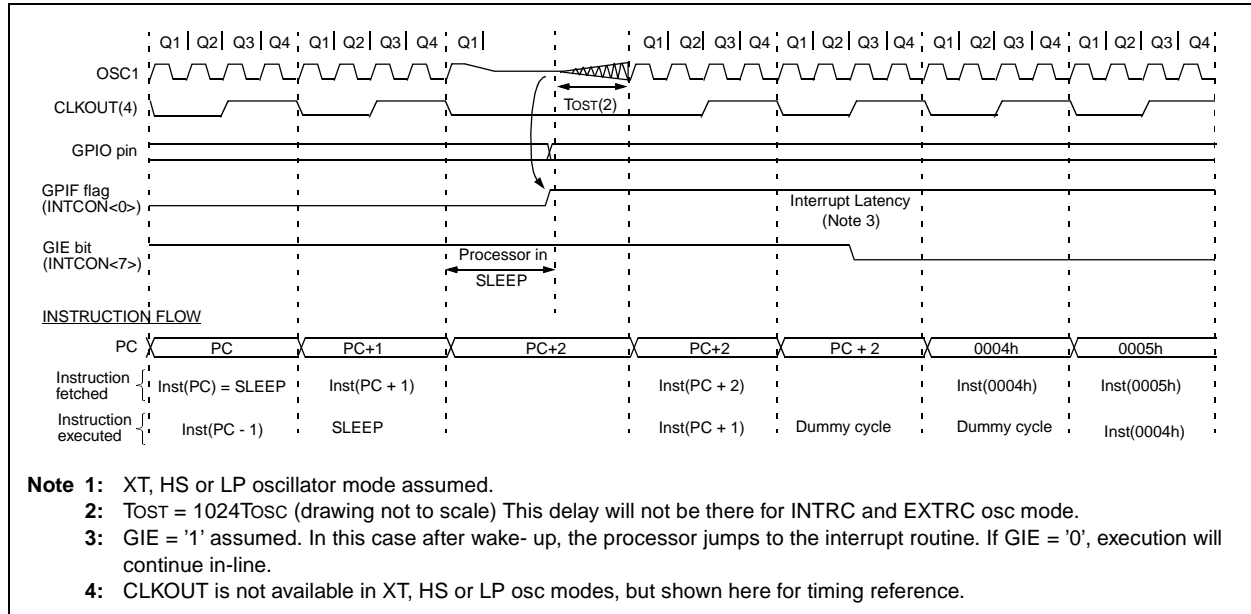 Q1 Q2 Q3 Q4 Q1 Q2 Q3 Q4 Q1 Q1 Q2 Q3 Q4 Q1 Q2 Q3 Q4 Q1 Q2 Q3 Q4 Q1 Q2 Q3 Q4
OSC1
TOST(2)
CLKOUT(4)
GPIO pin
GPIF flag
(INTCON<0>)
Interrupt Latency
(Note 3)
GIE bit
(INTCON<7>)
Processor in
SLEEP
INSTRUCTION FLOW
PC PC PC+1 PC+2 PC+2 PC + 2 0004h 0005h
Instruction
fetched
Inst(PC) = SLEEP Inst(PC + 1) Inst(PC + 2) Inst(0004h) Inst(0005h)
Instruction
executed
Inst(PC - 1) SLEEP Inst(PC + 1) Dummy cycle Dummy cycle Inst(0004h)
Note 1: XT, HS or LP oscillator mode assumed.
2: TOST = 1024TOSC (drawing not to scale) This delay will not be there for INTRC and EXTRC osc mode.
3: GIE = '1' assumed. In this case after wake- up, the processor jumps to the interrupt routine. If GIE = '0', execution will
continue in-line.
4: CLKOUT is not available in XT, HS or LP osc modes, but shown here for timing reference.